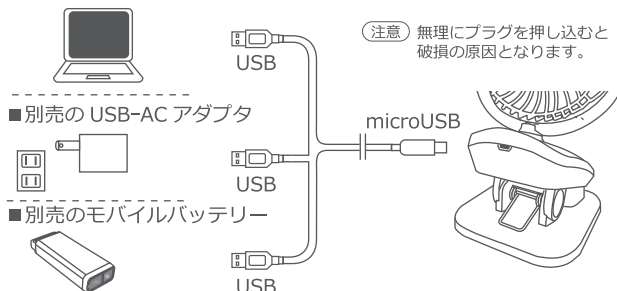 注意 無理にプラグを押し込むと
破損の原因となります。
USB
■別売の USB-AC アダプタ
microUSB
USB
■別売のモバイルバッテリー
USB